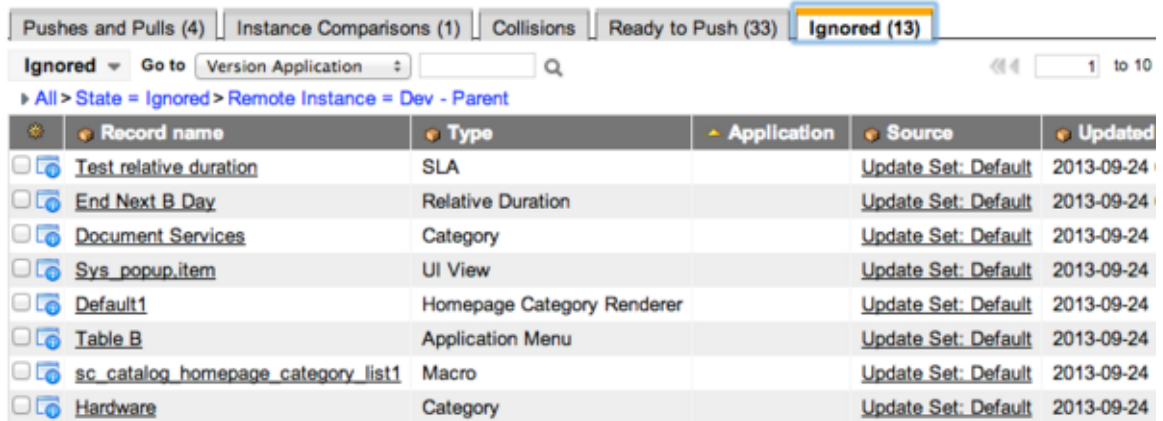 Pushes and Pulls (4) Instance Comparisons (1) Collisions Ready to Push (33) Ignored (13)
Ignored Go to Version Application 1 to 10
All > State = Ignored > Remote Instance = Dev - Parent
Record name Type Application Source Updated
Test relative duration SLA Update Set: Default 2013-09-24
End Next B Day Relative Duration Update Set: Default 2013-09-24
Document Services Category Update Set: Default 2013-09-24
Sys_popup,item UI View Update Set: Default 2013-09-24
Default1 Homepage Category Renderer Update Set: Default 2013-09-24
Table B Application Menu Update Set: Default 2013-09-24
sc_catalog_homepage_category_list1 Macro Update Set: Default 2013-09-24
Hardware Category Update Set: Default 2013-09-24